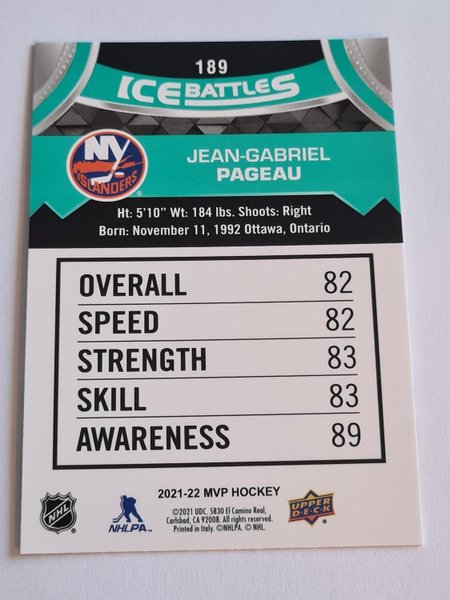 189
ICE BATTLES
NY
ISLANDERS
JEAN-GABRIEL
PAGEAU
Ht: 5'10" Wt: 184 lbs. Shoots: Right
Born: November 11, 1992 Ottawa, Ontario
OVERALL 82
SPEED 82
STRENGTH 83
SKILL 83
AWARENESS 89
2021-22 MVP HOCKEY
NHL
NHLPA
©2021 UDC. 5830 El Camino Real,
Carlsbad, CA 92008. All rights reserved.
Printed in Italy. ©NHLPA. © NHL.
UPPER
DECK